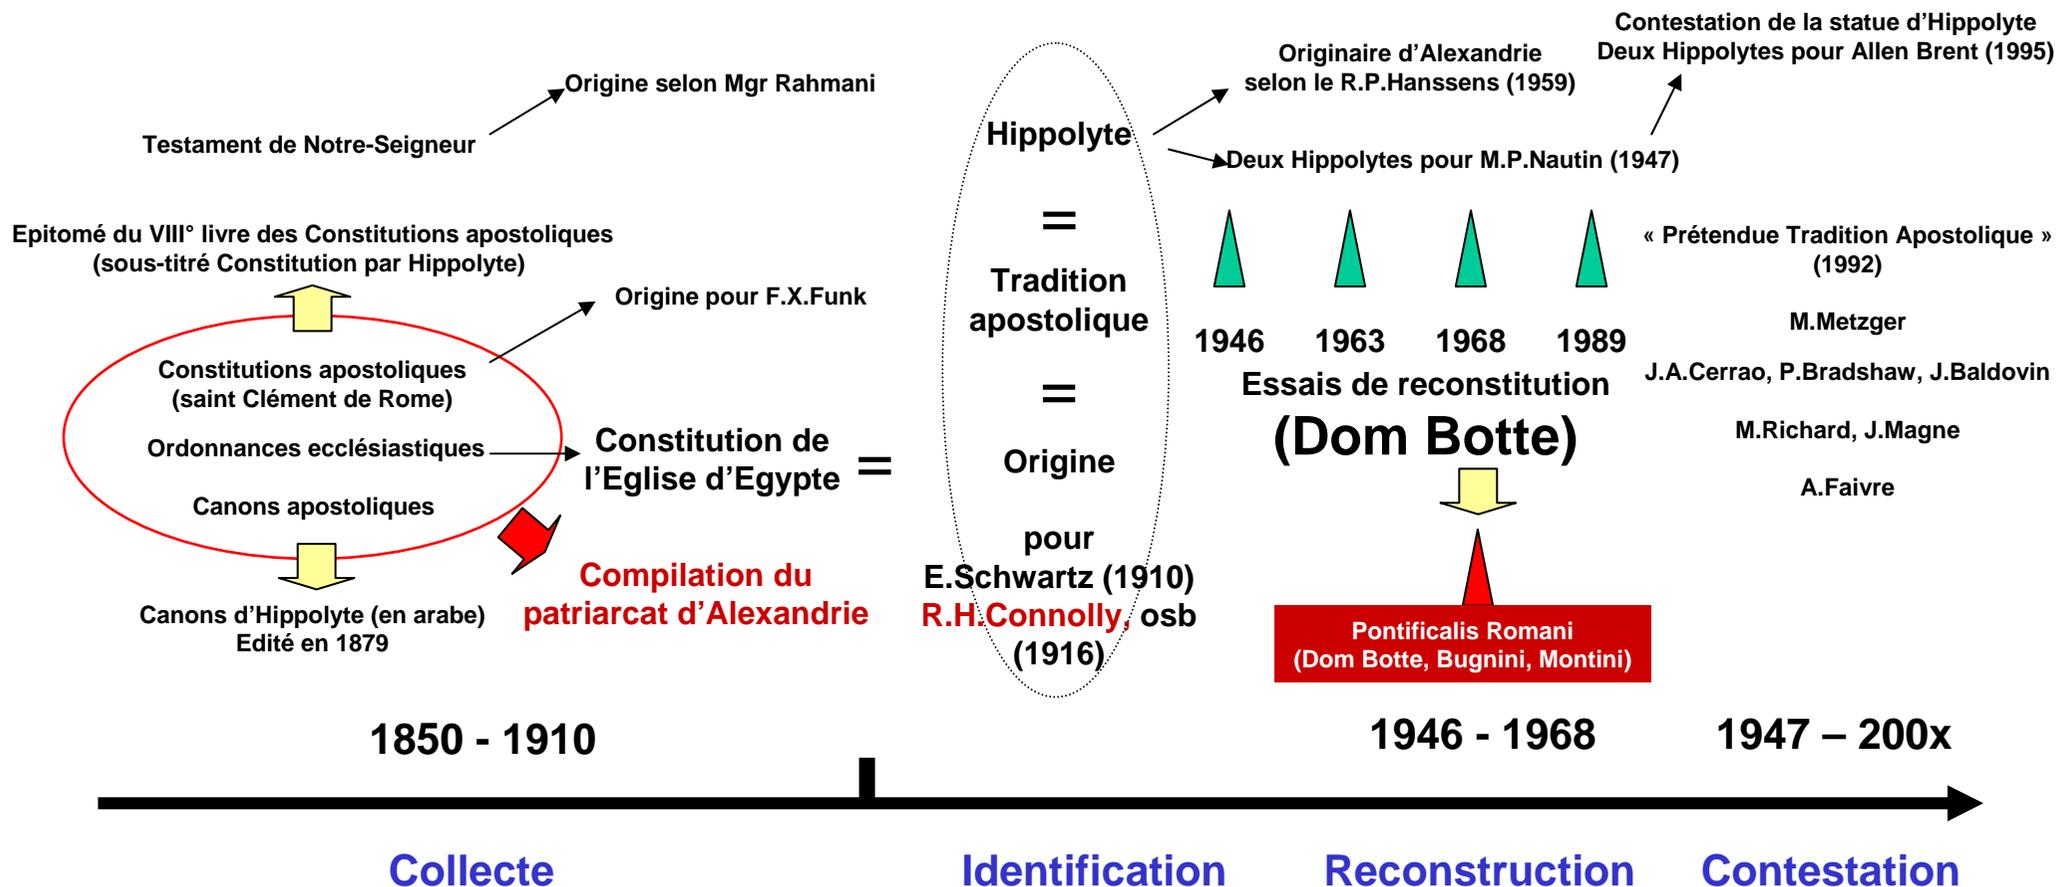 Contestation de la statue d’Hippolyte
Deux Hippolytes pour Allen Brent (1995)
Originaire d’Alexandrie
selon le R.P.Hanssens (1959)
Origine selon Mgr Rahmani
Testament de Notre-Seigneur
Deux Hippolytes pour M.P.Nautin (1947)
Epitomé du VIII° livre des Constitutions apostoliques
(sous-titré Constitution par Hippolyte)
Origine pour F.X.Funk
Constitutions apostoliques
(saint Clément de Rome)
Ordonnances ecclésiastiques
Canons apostoliques
Constitution de
l’Eglise d’Egypte
=
Compilation du
patriarcat d’Alexandrie
Canons d’Hippolyte (en arabe)
Edité en 1879
Hippolyte
=
Tradition
apostolique
=
Origine
pour
E.Schwartz (1910)
R.H.Connolly, osb
(1916)
1946 1963 1968 1989
Essais de reconstitution
(Dom Botte)
Pontificalis Romani
(Dom Botte, Bugnini, Montini)
« Prétendue Tradition Apostolique »
(1992)
M.Metzger
J.A.Cerrao, P.Bradshaw, J.Baldovin
M.Richard, J.Magne
A.Faivre
1850 - 1910
1946 - 1968
1947 – 200x
Collecte
Identification
Reconstruction
Contestation